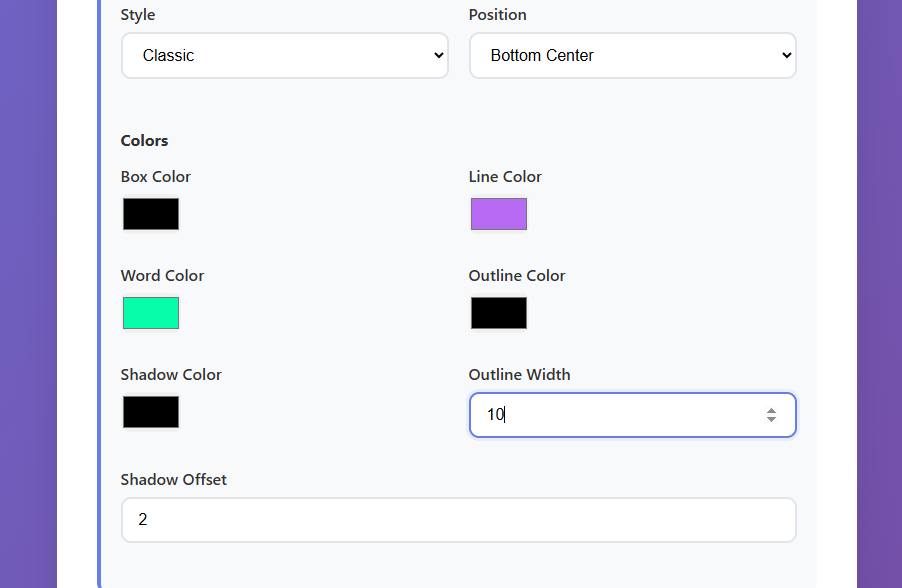 Style
Position
Classic
Bottom Center
Colors
Box Color
Line Color
Word Color
Outline Color
Shadow Color
Outline Width
10
Shadow Offset
2